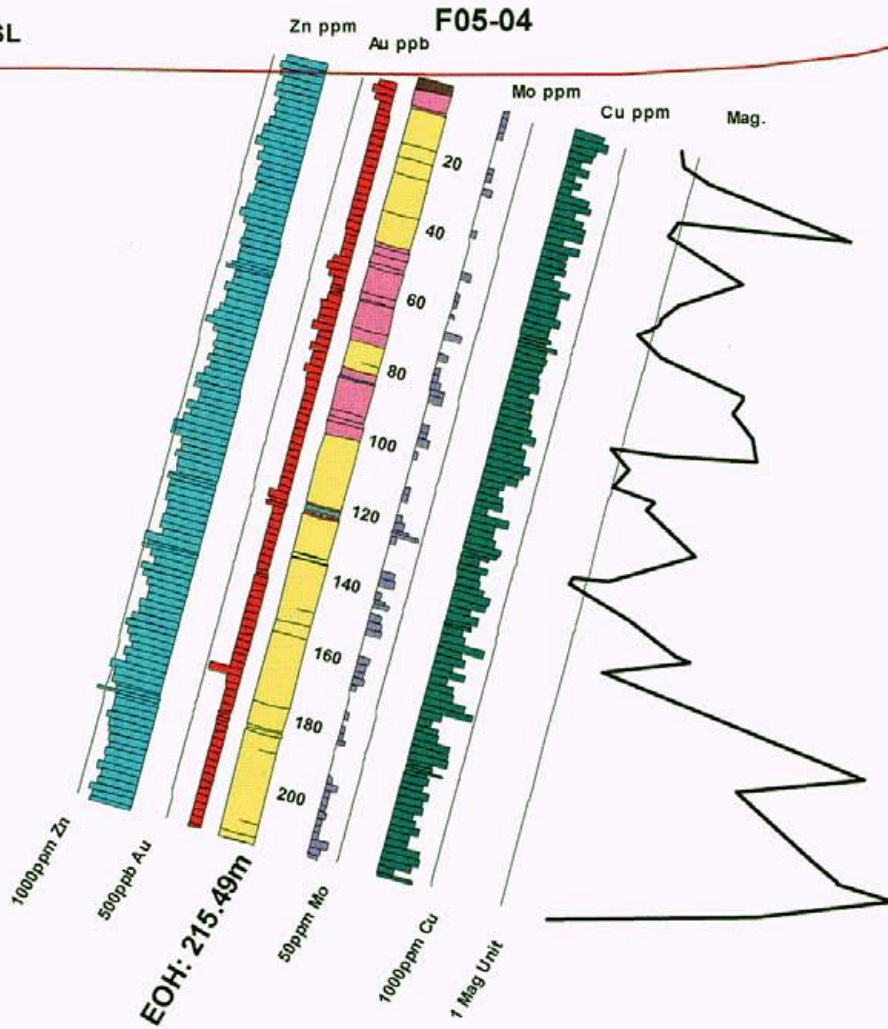 F05-04
SL
Zn ppm
Au ppb
Mo ppm
Cu ppm
Mag.
20
40
60
80
100
120
140
160
180
200
1000ppm Zn
500ppb Au
EOH: 215.49m
50ppm Mo
1000ppm Cu
1 Mag Unit